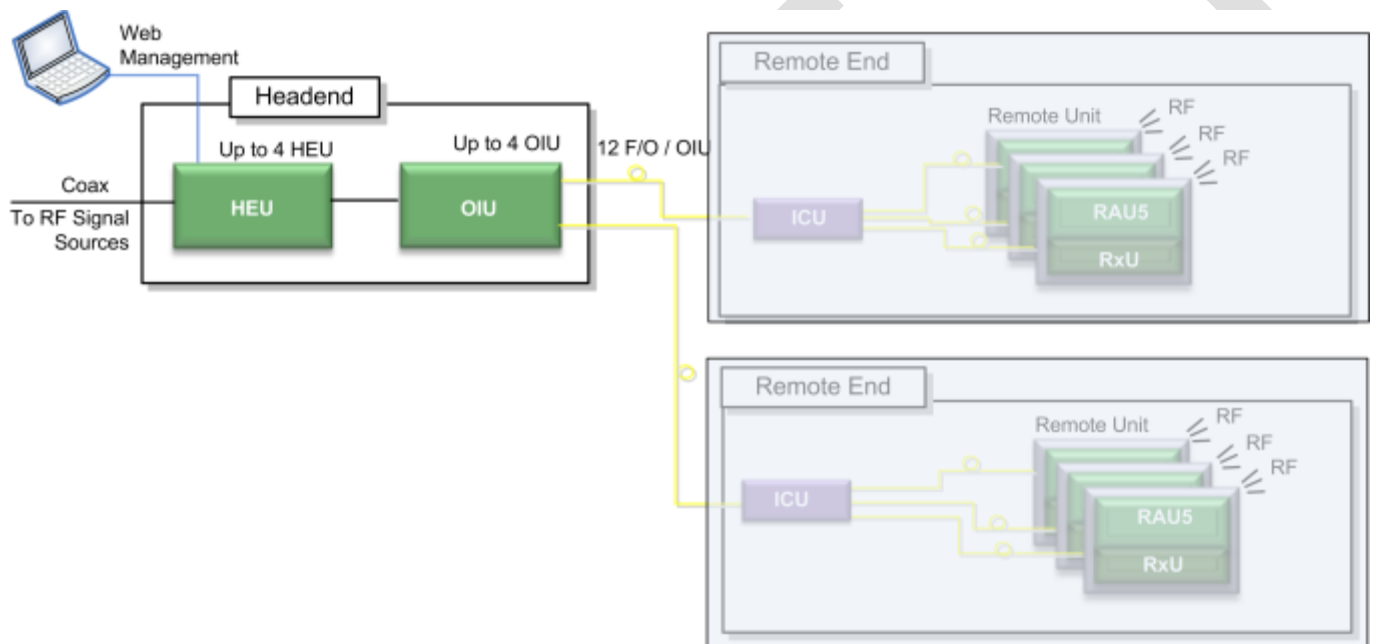 Web
Management
Headend
Up to 4 HEU
Up to 4 OIU
12 F/O / OIU
Coax
To RF Signal
Sources
HEU
OIU
Remote End
Remote Unit
RF
RF
RF
ICU
RAU5
RxU
Remote End
Remote Unit
RF
RF
RF
ICU
RAU5
RxU